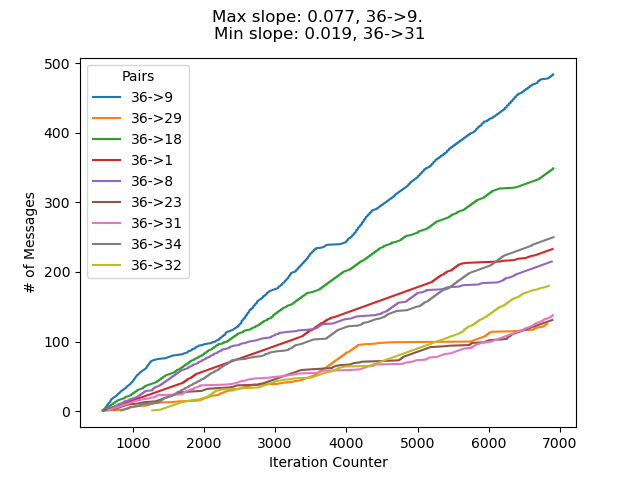 Max slope: 0.077, 36->9.
Min slope: 0.019, 36->31
500
400
300
200
100
0
# of Messages
Pairs
36->9
36->29
36->18
36->1
36->8
36->23
36->31
36->34
36->32
1000 2000 3000 4000 5000 6000 7000
Iteration Counter